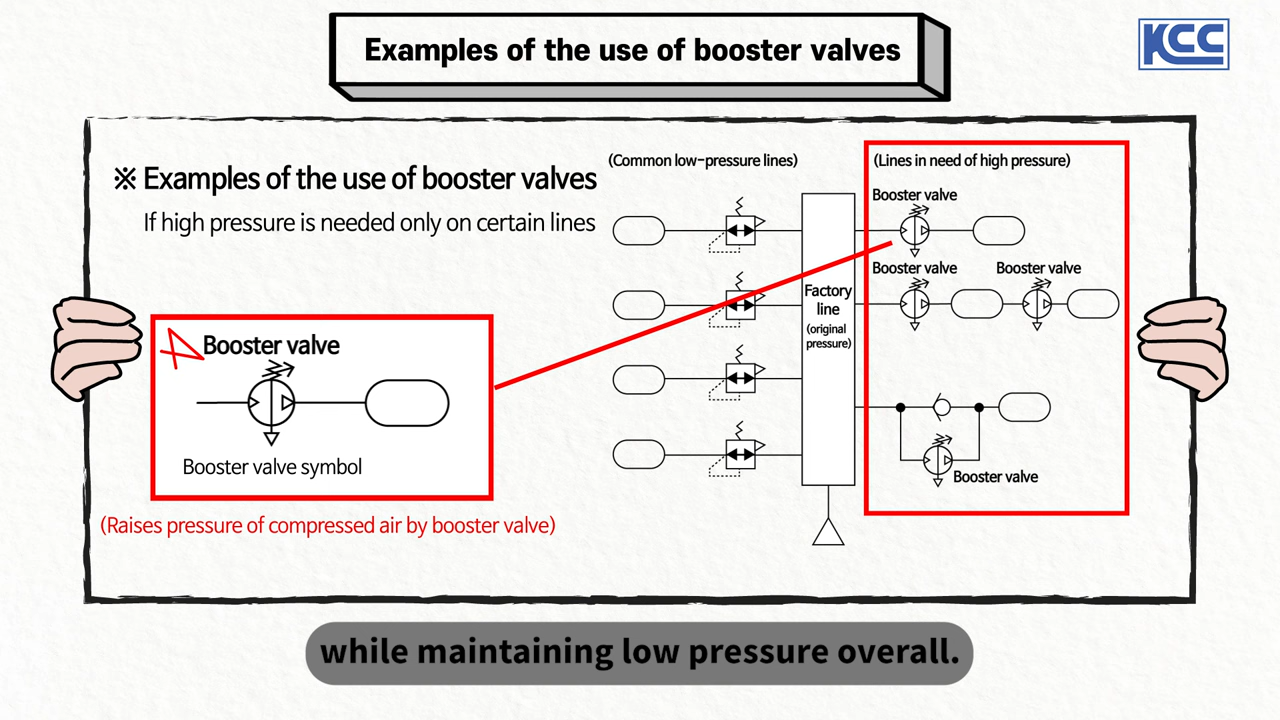 Examples of the use of booster valves
KCC
※ Examples of the use of booster valves
If high pressure is needed only on certain lines
(Common low-pressure lines)
(Lines in need of high pressure)
Booster valve
Booster valve
Booster valve
Factory
line
(original
pressure)
Booster valve
Booster valve
Booster valve symbol
(Raises pressure of compressed air by booster valve)
while maintaining low pressure overall.